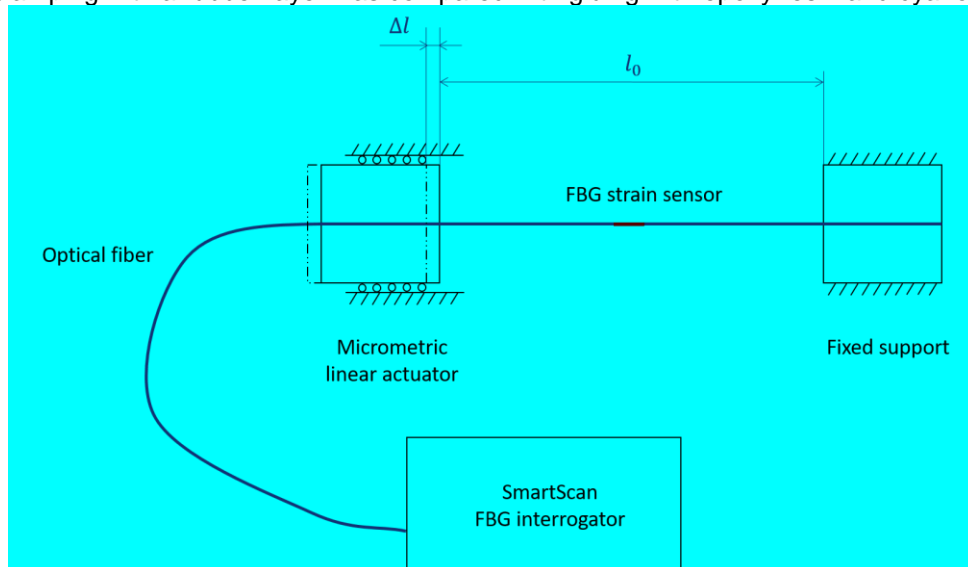 Δl
l₀
FBG strain sensor
Optical fiber
Micrometric
linear actuator
Fixed support
SmartScan
FBG interrogator